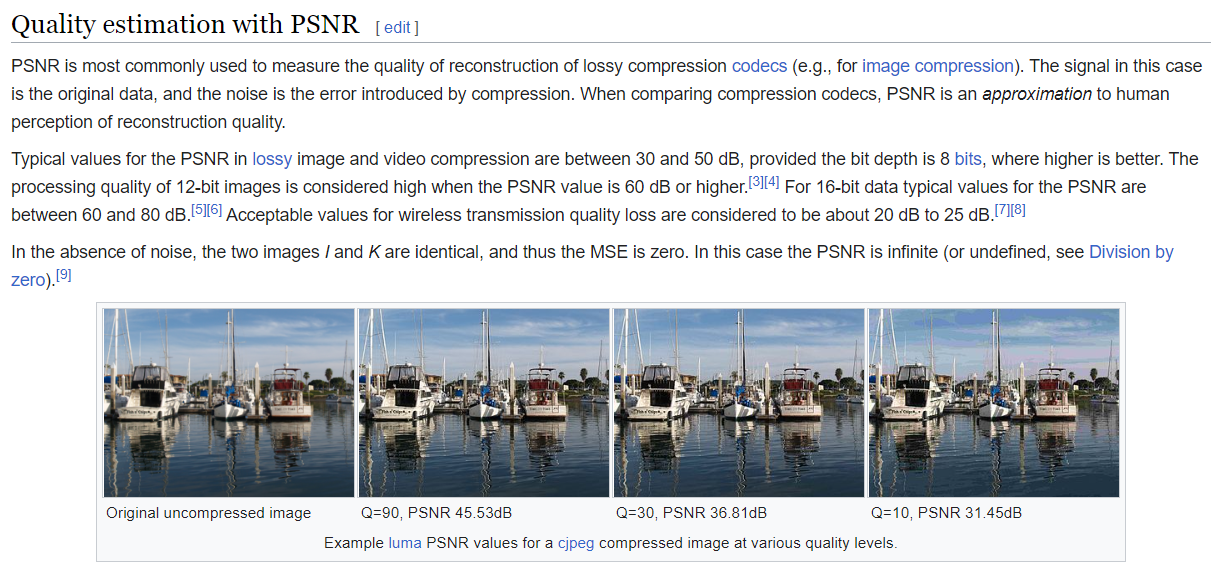 Quality estimation with PSNR [ edit ]
PSNR is most commonly used to measure the quality of reconstruction of lossy compression codecs (e.g., for image compression). The signal in this case
is the original data, and the noise is the error introduced by compression. When comparing compression codecs, PSNR is an approximation to human
perception of reconstruction quality.
Typical values for the PSNR in lossy image and video compression are between 30 and 50 dB, provided the bit depth is 8 bits, where higher is better. The
processing quality of 12-bit images is considered high when the PSNR value is 60 dB or higher.[3][4] For 16-bit data typical values for the PSNR are
between 60 and 80 dB.[5][6] Acceptable values for wireless transmission quality loss are considered to be about 20 dB to 25 dB.[7][8]
In the absence of noise, the two images I and K are identical, and thus the MSE is zero. In this case the PSNR is infinite (or undefined, see Division by
zero).[9]
Original uncompressed image
Q=90, PSNR 45.53dB
Q=30, PSNR 36.81dB
Q=10, PSNR 31.45dB
Example luma PSNR values for a cjpeg compressed image at various quality levels.